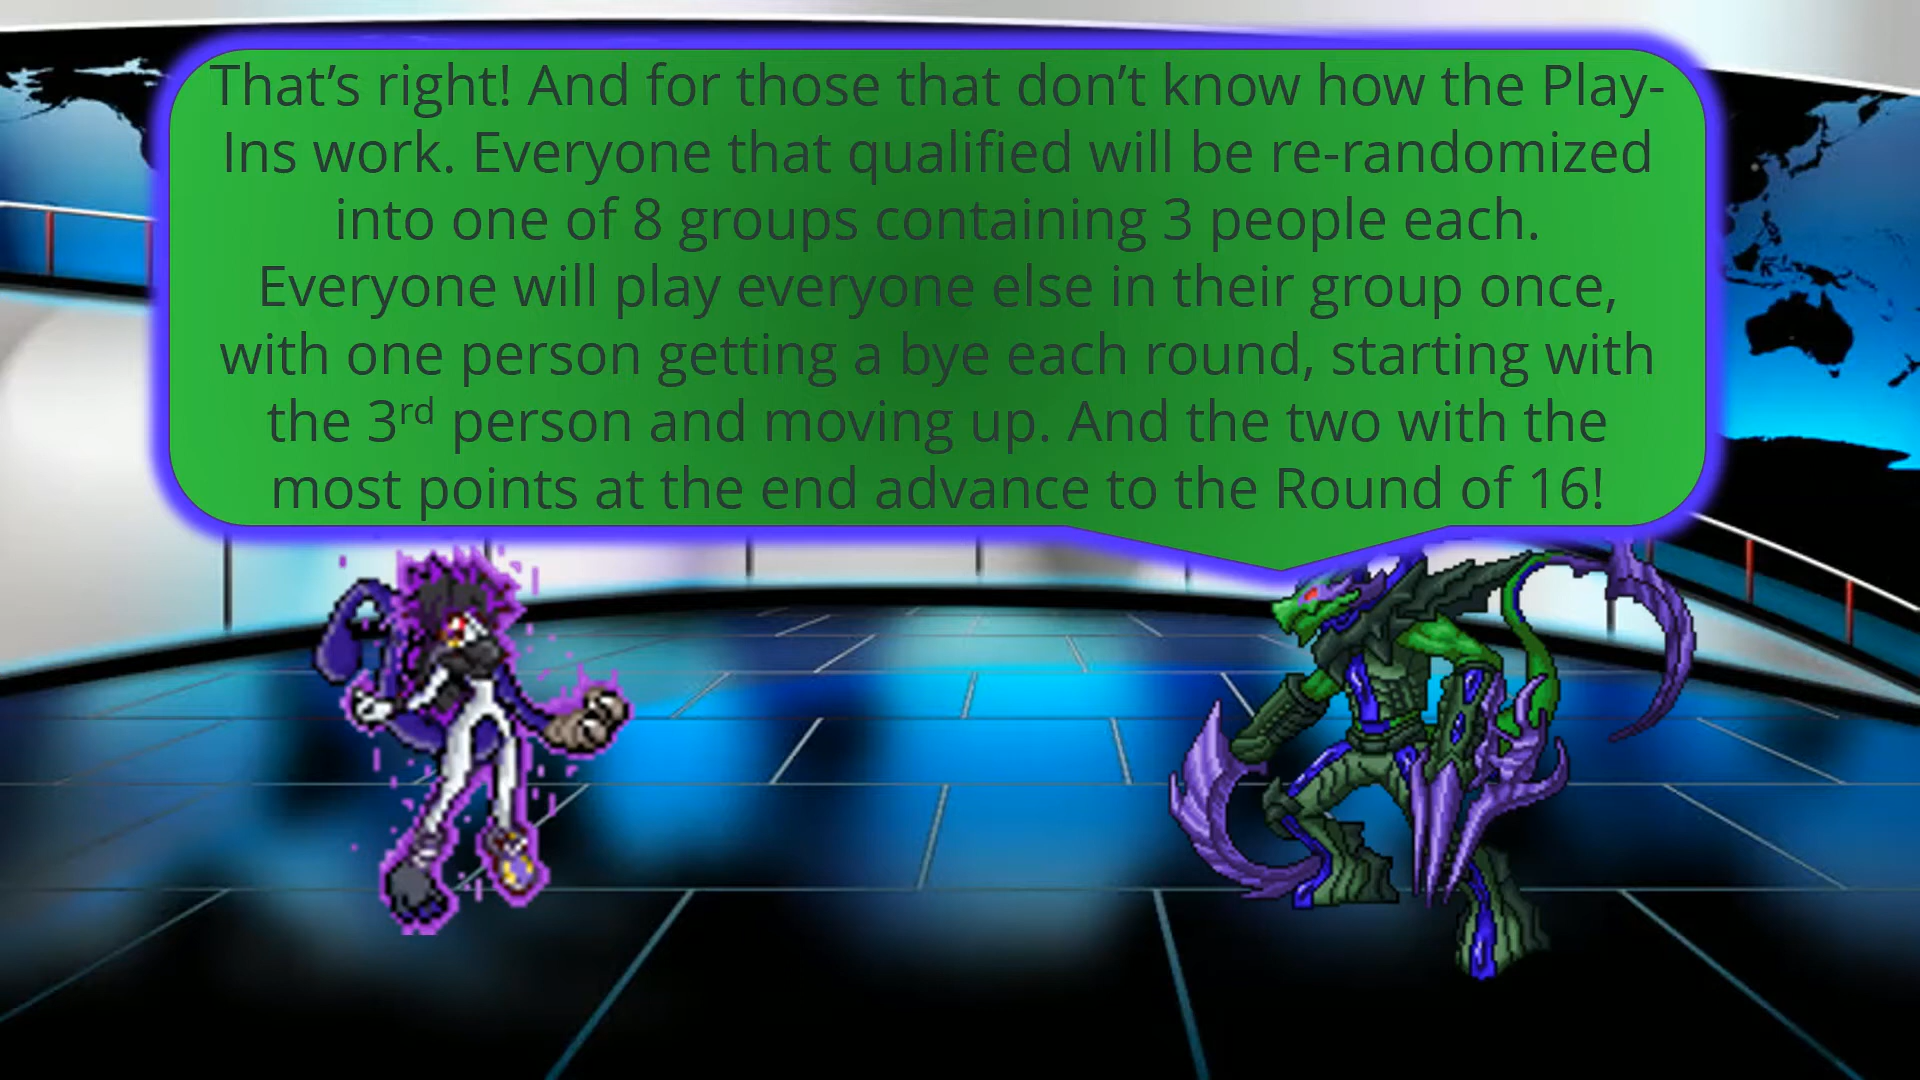 That’s right! And for those that don’t know how the Play-
Ins work. Everyone that qualified will be re-randomized
into one of 8 groups containing 3 people each.
Everyone will play everyone else in their group once,
with one person getting a bye each round, starting with
the 3rd person and moving up. And the two with the
most points at the end advance to the Round of 16!